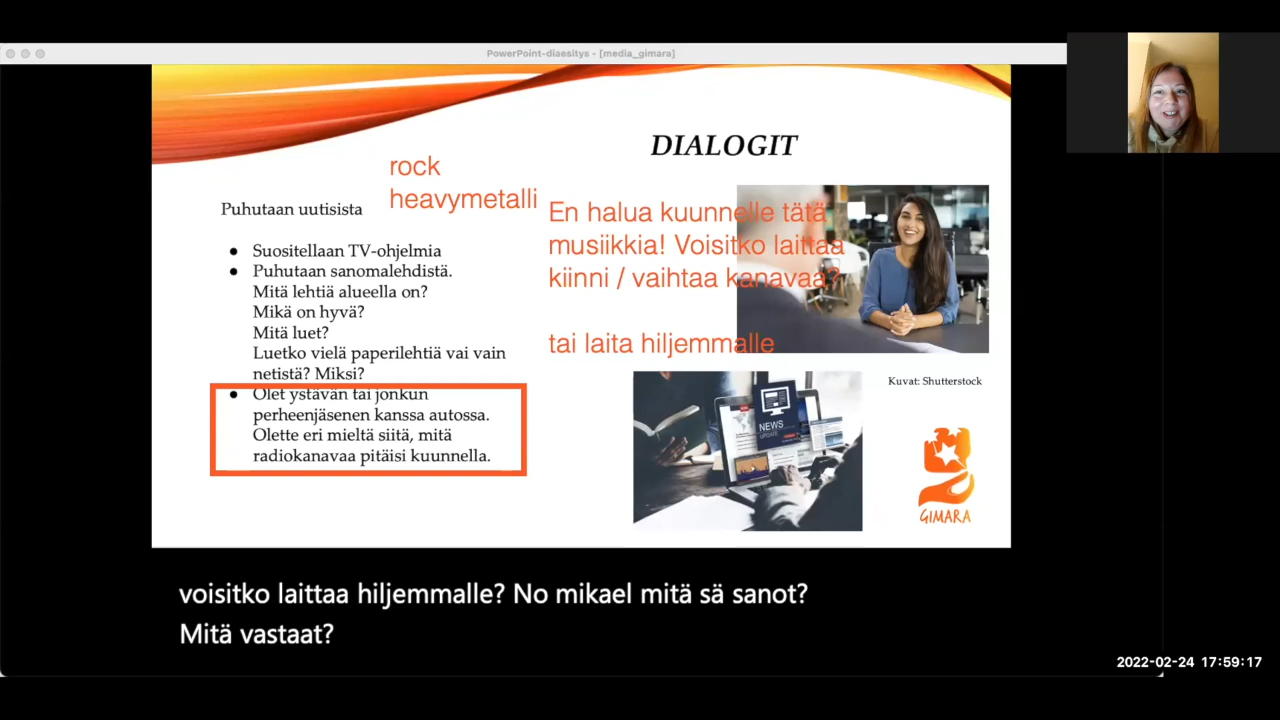 PowerPoint-diaesitys - [media_gimara]
DIALOGIT
rock
heavymetalli
Puhutaan uutisista
● Suositellaan TV-ohjelmia
● Puhutaan sanomalehdistä.
Mitä lehtiä alueella on?
Mikä on hyvä?
Mitä luet?
Luetko vielä paperilehtiä vai vain
netistä? Miksi?
● Olet ystävän tai jonkun
perheenjäsenen kanssa autossa.
Olette eri mieltä siitä, mitä
radiokanavaa pitäisi kuunnella.
En halua kuunnelle tätä
musiikkia! Voisitko laittaa
kiinni / vaihtaa kanavaa?
tai laita hiljemmalle
NEWS
UPDATE
Kuvat: Shutterstock
GIMARA
voisitko laittaa hiljemmalle? No mikael mitä sä sanot?
Mitä vastaat?
2022-02-24 17:59:17